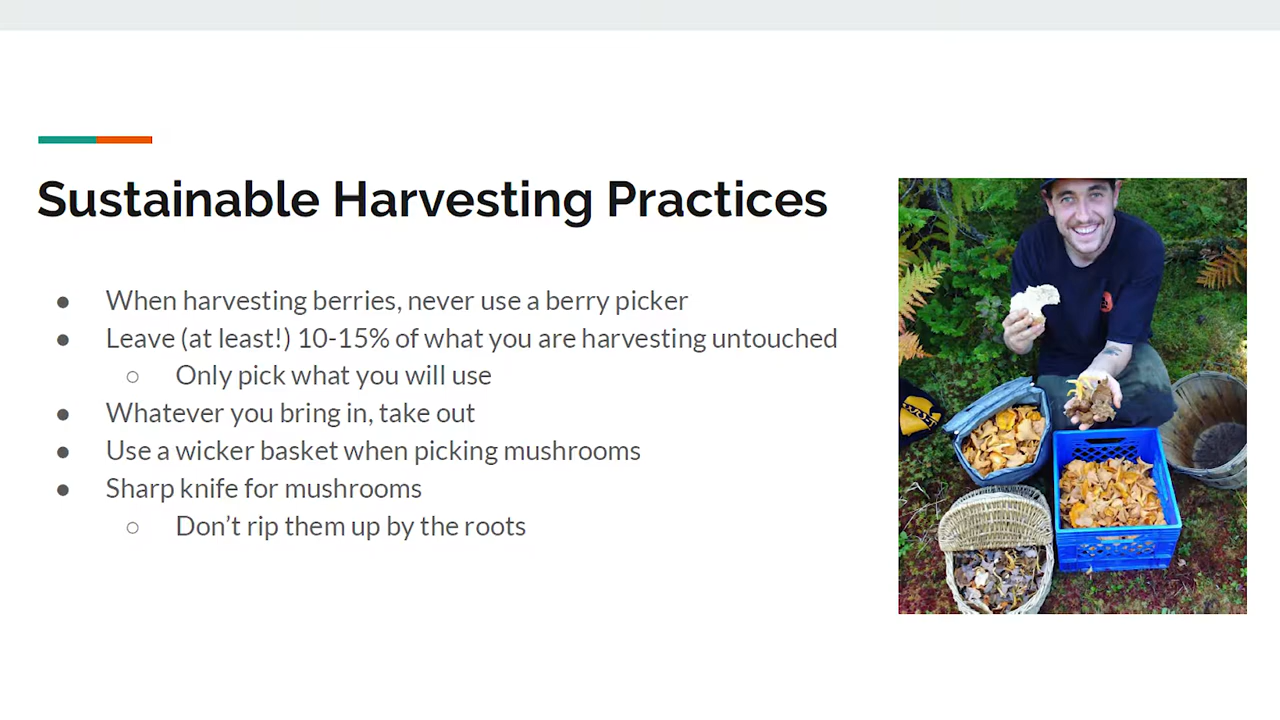 Sustainable Harvesting Practices
● When harvesting berries, never use a berry picker
● Leave (at least!) 10-15% of what you are harvesting untouched
○ Only pick what you will use
● Whatever you bring in, take out
● Use a wicker basket when picking mushrooms
● Sharp knife for mushrooms
○ Don’t rip them up by the roots